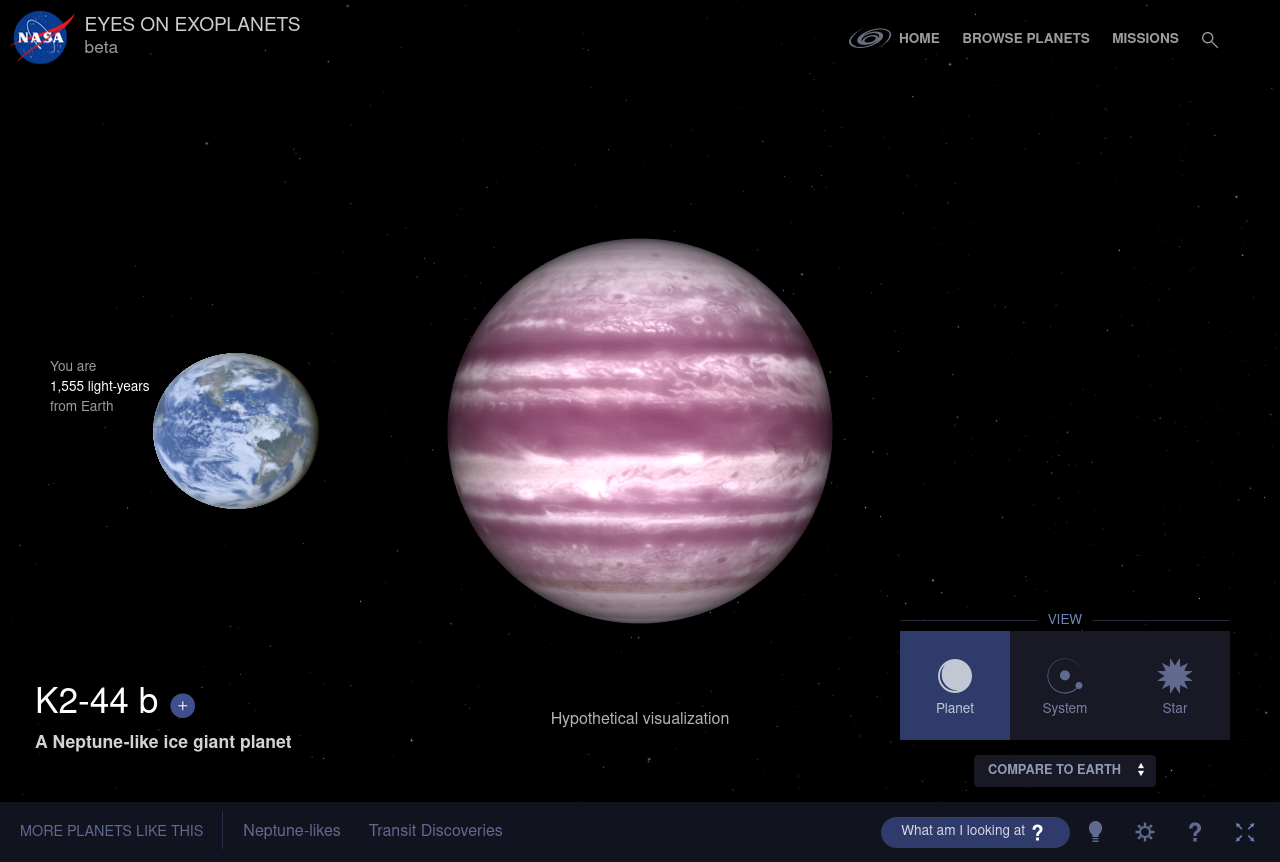 NASA
EYES ON EXOPLANETS
beta
HOME
BROWSE PLANETS
MISSIONS
You are
1,555 light-years
from Earth
VIEW
Planet
System
Star
K2-44 b +
A Neptune-like ice giant planet
Hypothetical visualization
COMPARE TO EARTH
MORE PLANETS LIKE THIS
Neptune-likes
Transit Discoveries
What am I looking at ?
?